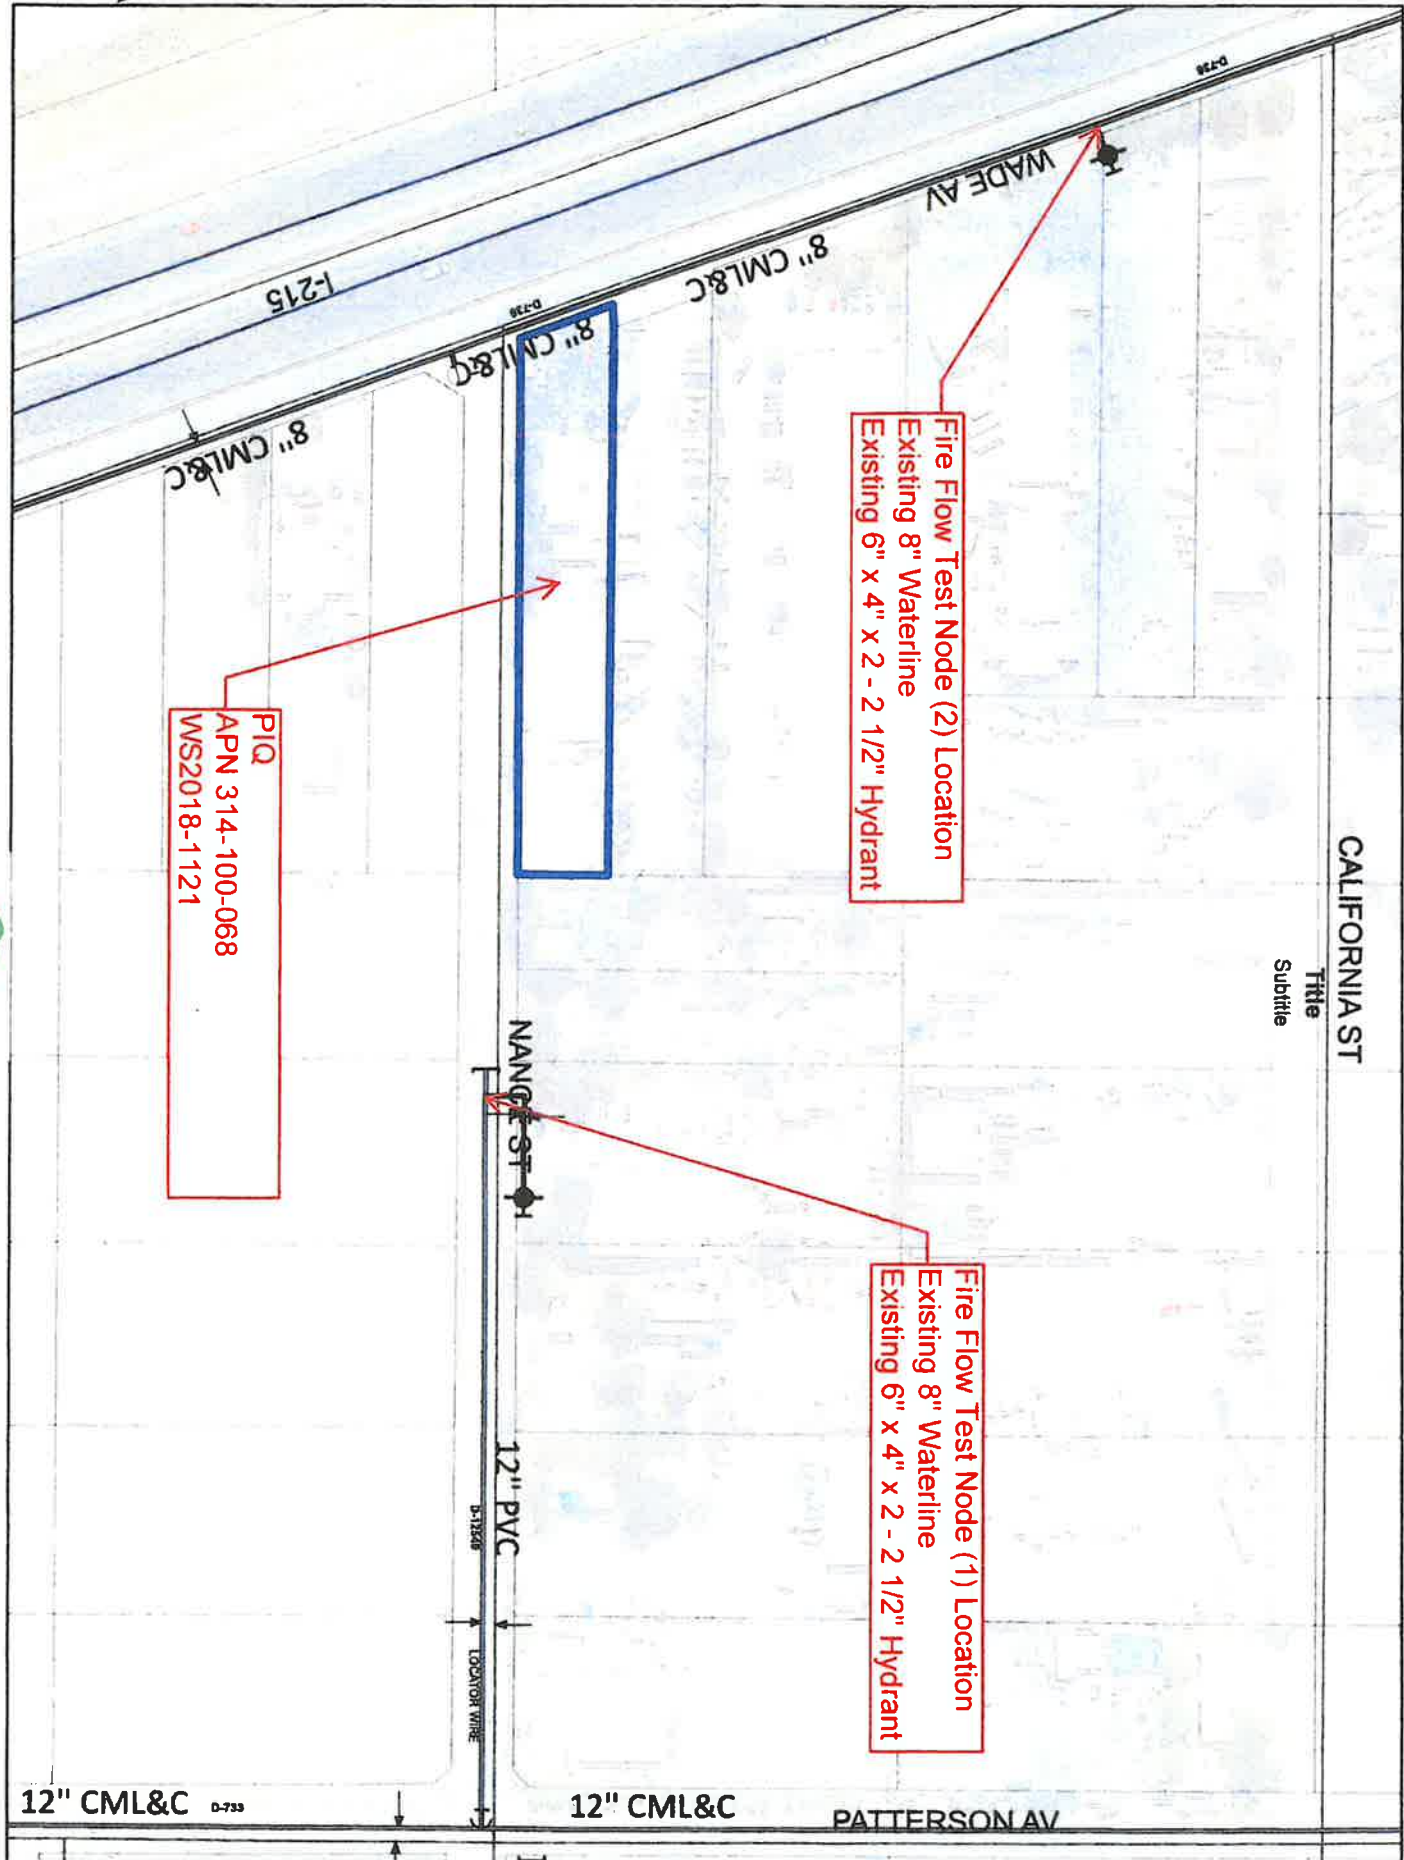 CALIFORNIA ST
Title
Subtitle
D-736
WADE AV
8" CML&C
Fire Flow Test Node (2) Location
Existing 8" Waterline
Existing 6" x 4" x 2 - 2 1/2" Hydrant
I-215
D-736
8" CML&C
8" CML&C
PIQ
APN 314-100-068
WS2018-1121
NANCE ST
Fire Flow Test Node (1) Location
Existing 8" Waterline
Existing 6" x 4" x 2 - 2 1/2" Hydrant
12" PVC
LOCATOR WIRE
12" CML&C
D-733
12" CML&C
PATTERSON AV